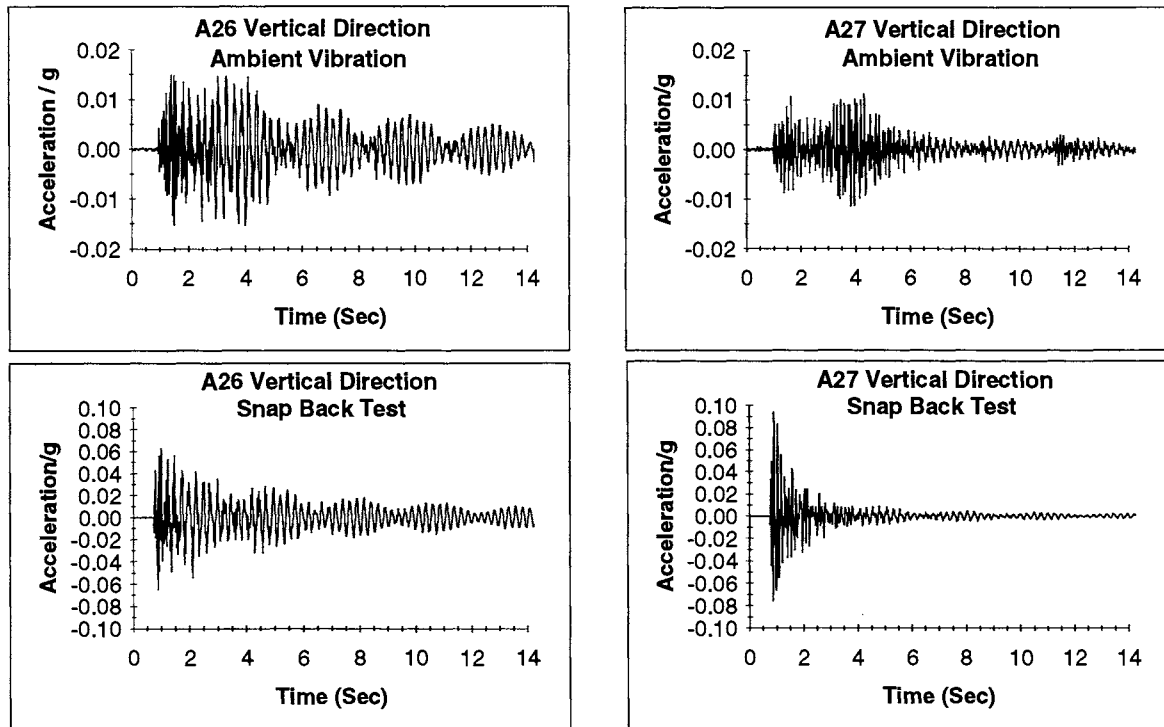 A26 Vertical Direction
Ambient Vibration
Acceleration / g
0.02
0.01
0.00
-0.01
-0.02
0 2 4 6 8 10 12 14
Time (Sec)
A27 Vertical Direction
Ambient Vibration
Acceleration/g
0.02
0.01
0.00
-0.01
-0.02
0 2 4 6 8 10 12 14
Time (Sec)
A26 Vertical Direction
Snap Back Test
Acceleration/g
0.10
0.08
0.06
0.04
0.02
0.00
-0.02
-0.04
-0.06
-0.08
-0.10
0 2 4 6 8 10 12 14
Time (Sec)
A27 Vertical Direction
Snap Back Test
Acceleration/g
0.10
0.08
0.06
0.04
0.02
0.00
-0.02
-0.04
-0.06
-0.08
-0.10
0 2 4 6 8 10 12 14
Time (Sec)